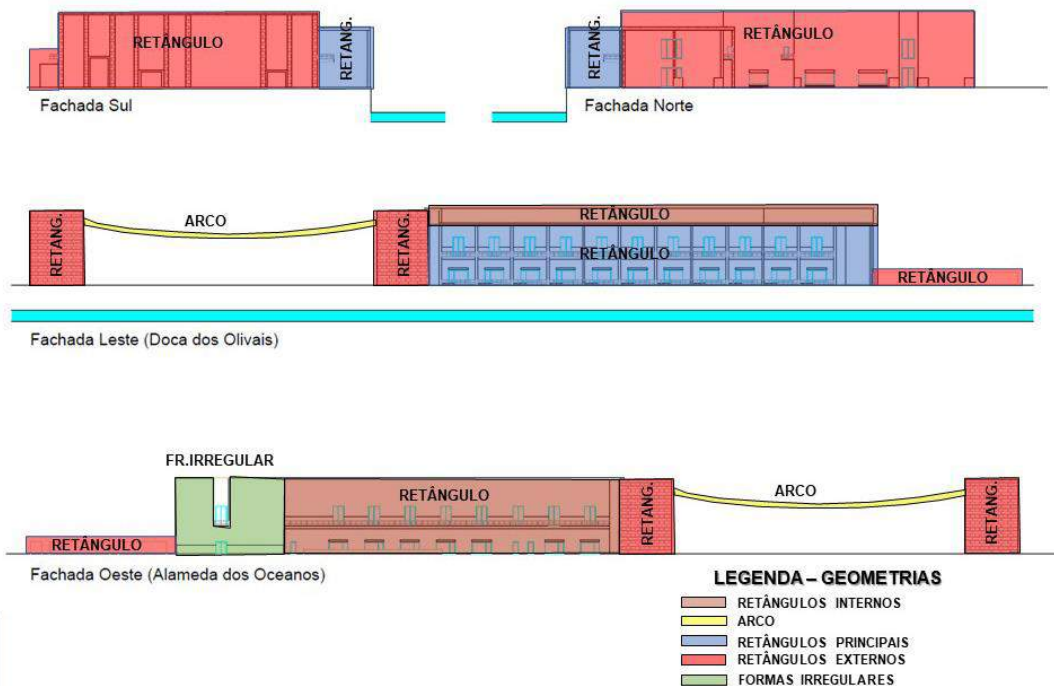 RETÂNGULO
RETANG.
Fachada Sul
RETANG.
RETÂNGULO
Fachada Norte
RETANG.
ARCO
RETANG.
RETÂNGULO
RETÂNGULO
RETÂNGULO
Fachada Leste (Doca dos Olivais)
FR.IRREGULAR
RETÂNGULO
RETÂNGULO
RETANG.
ARCO
RETANG.
Fachada Oeste (Alameda dos Oceanos)
LEGENDA – GEOMETRIAS
RETÂNGULOS INTERNOS
ARCO
RETÂNGULOS PRINCIPAIS
RETÂNGULOS EXTERNOS
FORMAS IRREGULARES